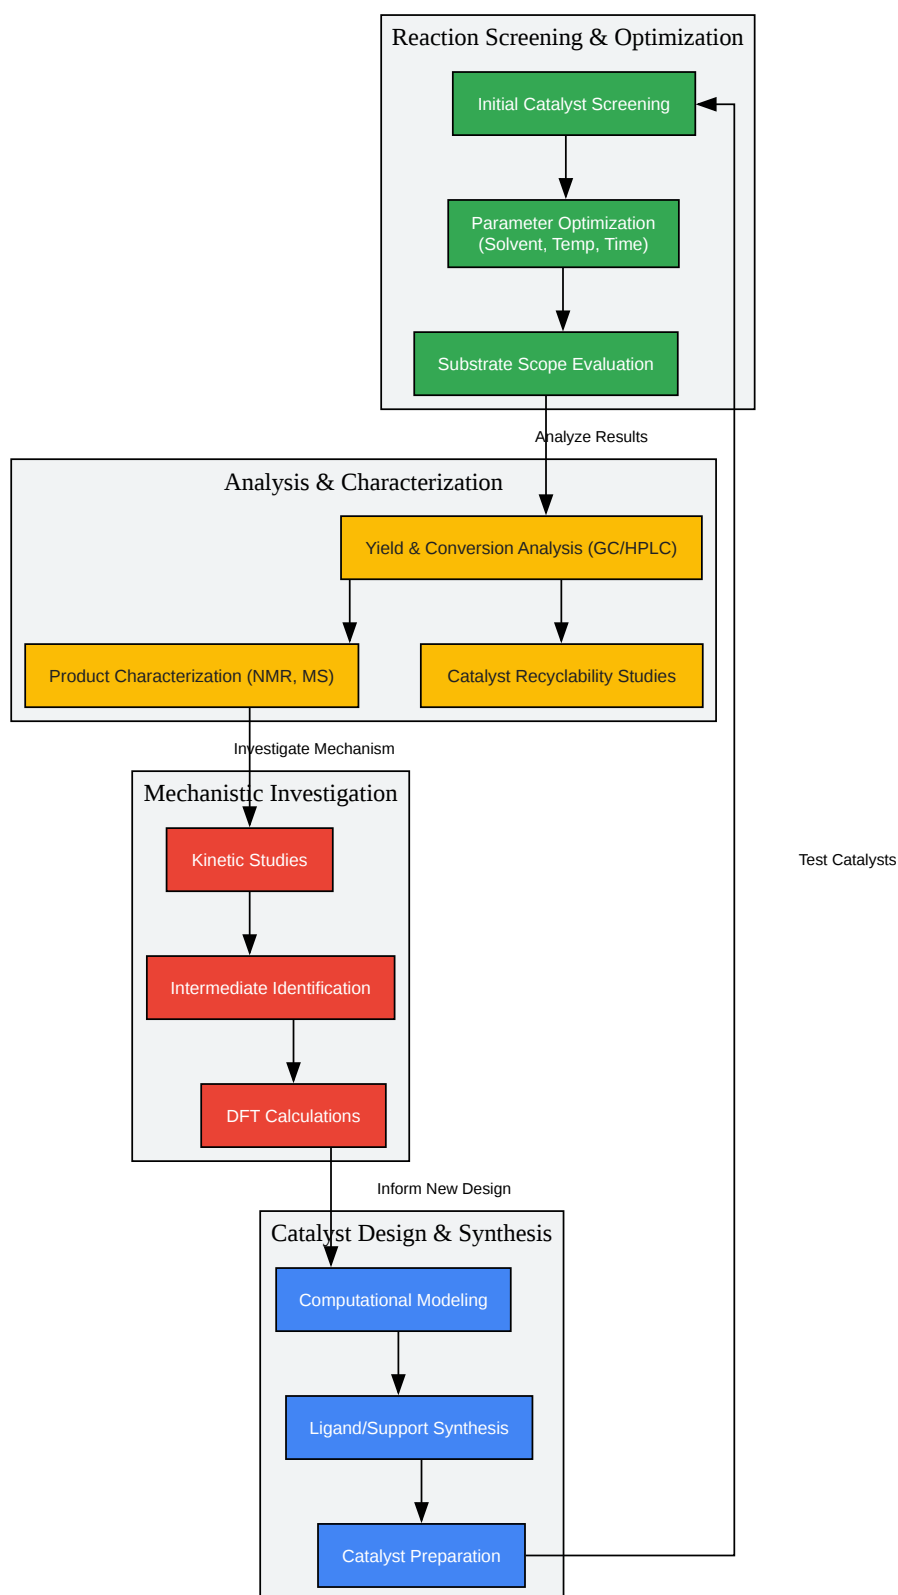 Reaction Screening & Optimization
Initial Catalyst Screening
Parameter Optimization
(Solvent, Temp, Time)
Substrate Scope Evaluation
Analyze Results
Analysis & Characterization
Yield & Conversion Analysis (GC/HPLC)
Product Characterization (NMR, MS)
Catalyst Recyclability Studies
Investigate Mechanism
Mechanistic Investigation
Kinetic Studies
Test Catalysts
Intermediate Identification
DFT Calculations
Inform New Design
Catalyst Design & Synthesis
Computational Modeling
Ligand/Support Synthesis
Catalyst Preparation